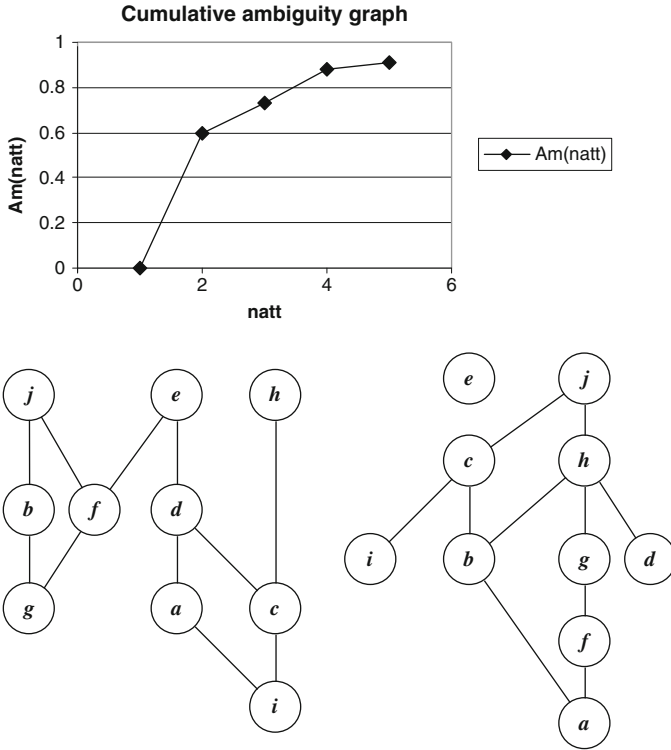 Cumulative ambiguity graph
1
0.8
0.6
0.4
0.2
0
Am(natt)
0 2 4 6
natt
Am(natt)
j e h
b f d
g a c
i
e j
c h
i b g d
f
a